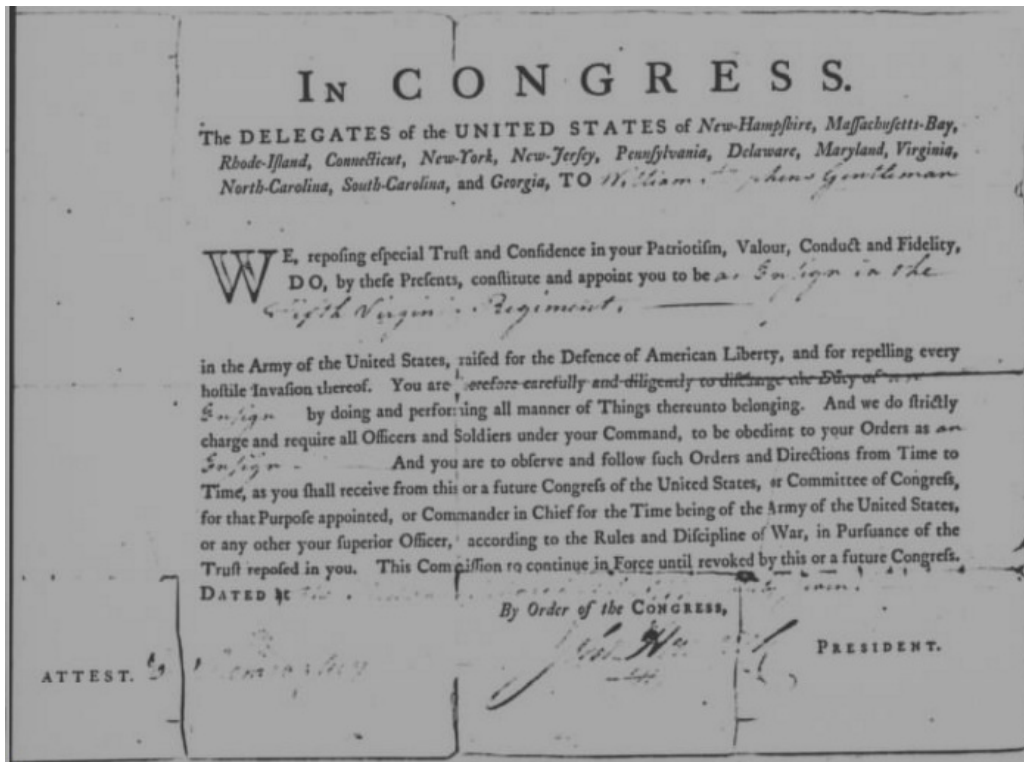 IN CONGRESS.
The DELEGATES of the UNITED STATES of New-Hampſhire, Maſſachuſetts-Bay,
Rhode-Iſland, Connecticut, New-York, New-Jerſey, Pennſylvania, Delaware, Maryland, Virginia,
North-Carolina, South-Carolina, and Georgia, TO William Gentleman
WE, repoſing eſpecial Truſt and Confidence in your Patriotiſm, Valour, Conduct and Fidelity,
DO, by theſe Preſents, conſtitute and appoint you to be an Ensign in the
Fifth Virgin Regiment.
in the Army of the United States, raiſed for the Defence of American Liberty, and for repelling every
hoſtile Invaſion thereof. You are therefore carefully and diligently to diſcharge the Duty of an
Ensign by doing and performing all manner of Things thereunto belonging. And we do ſtrictly
charge and require all Officers and Soldiers under your Command, to be obedient to your Orders as an
Ensign. And you are to obſerve and follow ſuch Orders and Directions from Time to
Time, as you ſhall receive from this or a future Congreſs of the United States, or Committee of Congreſs,
for that Purpoſe appointed, or Commander in Chief for the Time being of the Army of the United States,
or any other your ſuperior Officer, according to the Rules and Diſcipline of War, in Purſuance of the
Truſt repoſed in you. This Commiſſion to continue in Force until revoked by this or a future Congreſs.
DATED at
By Order of the CONGRESS,
PRESIDENT.
ATTEST.